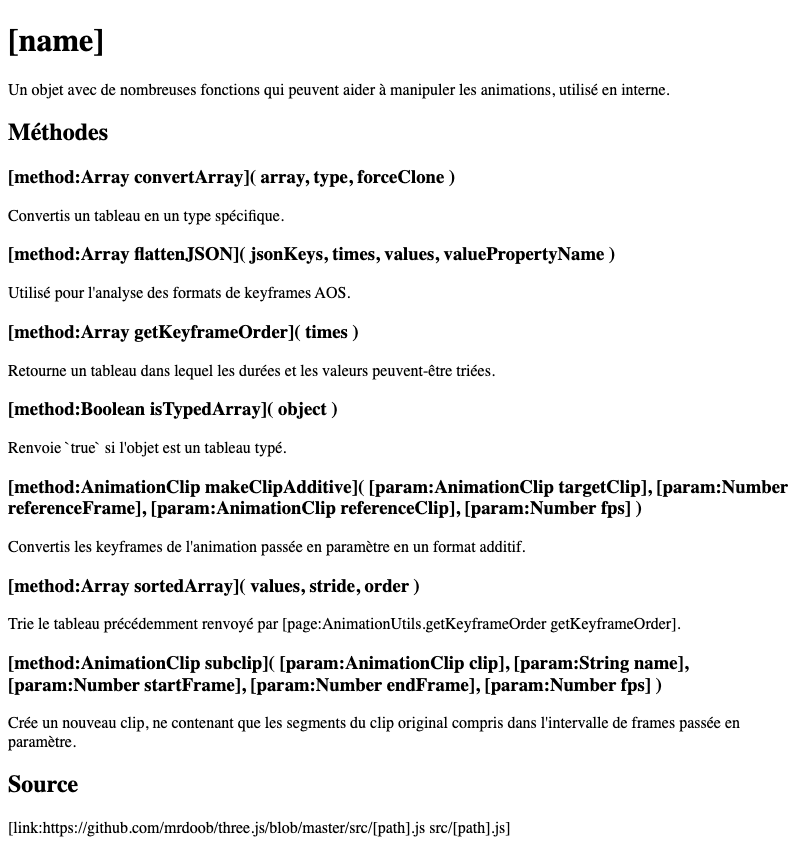 [name]
Un objet avec de nombreuses fonctions qui peuvent aider à manipuler les animations, utilisé en interne.
Méthodes
[method:Array convertArray]( array, type, forceClone )
Convertis un tableau en un type spécifique.
[method:Array flattenJSON]( jsonKeys, times, values, valuePropertyName )
Utilisé pour l'analyse des formats de keyframes AOS.
[method:Array getKeyframeOrder]( times )
Retourne un tableau dans lequel les durées et les valeurs peuvent-être triées.
[method:Boolean isTypedArray]( object )
Renvoie `true` si l'objet est un tableau typé.
[method:AnimationClip makeClipAdditive]( [param:AnimationClip targetClip], [param:Number
referenceFrame], [param:AnimationClip referenceClip], [param:Number fps] )
Convertis les keyframes de l'animation passée en paramètre en un format additif.
[method:Array sortedArray]( values, stride, order )
Trie le tableau précédemment renvoyé par [page:AnimationUtils.getKeyframeOrder getKeyframeOrder].
[method:AnimationClip subclip]( [param:AnimationClip clip], [param:String name],
[param:Number startFrame], [param:Number endFrame], [param:Number fps] )
Crée un nouveau clip, ne contenant que les segments du clip original compris dans l'intervalle de frames passée en
paramètre.
Source
[link:https://github.com/mrdoob/three.js/blob/master/src/[path].js src/[path].js]